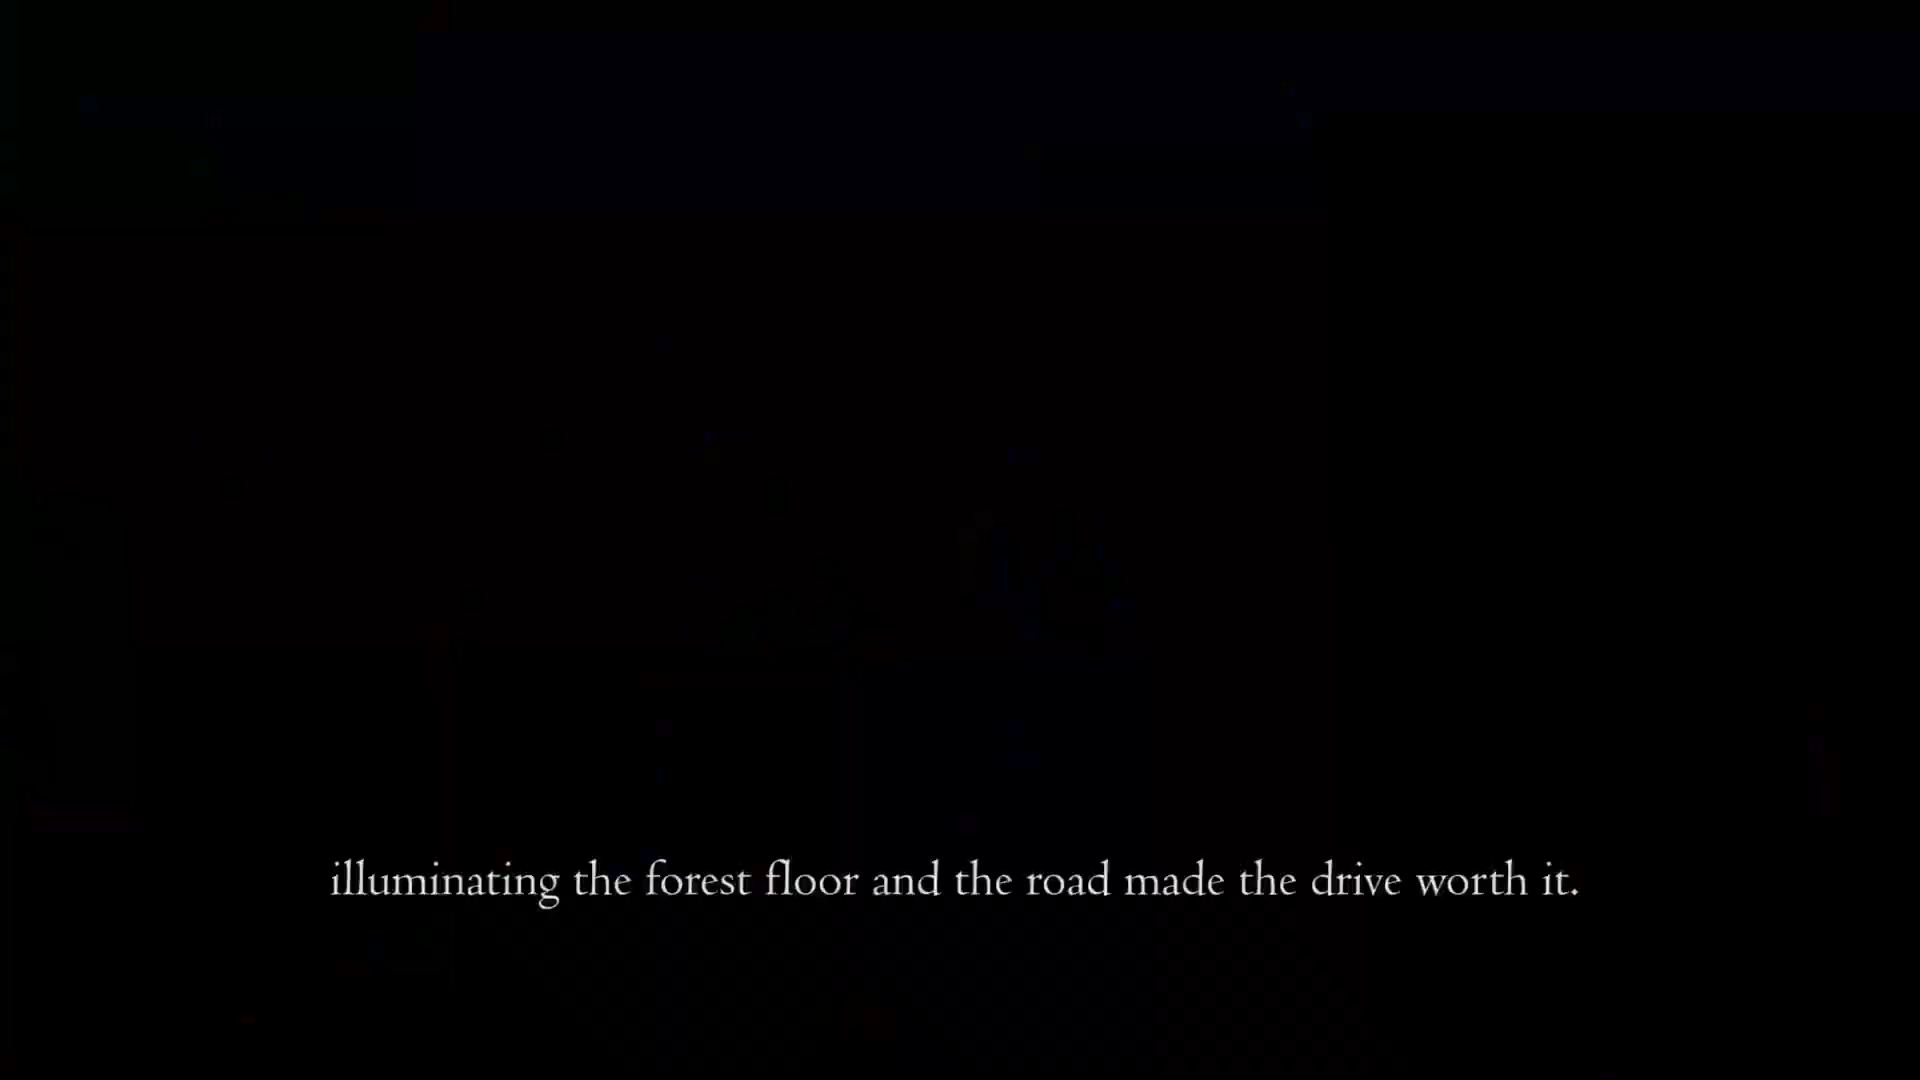 illuminating the forest floor and the road made the drive worth it.